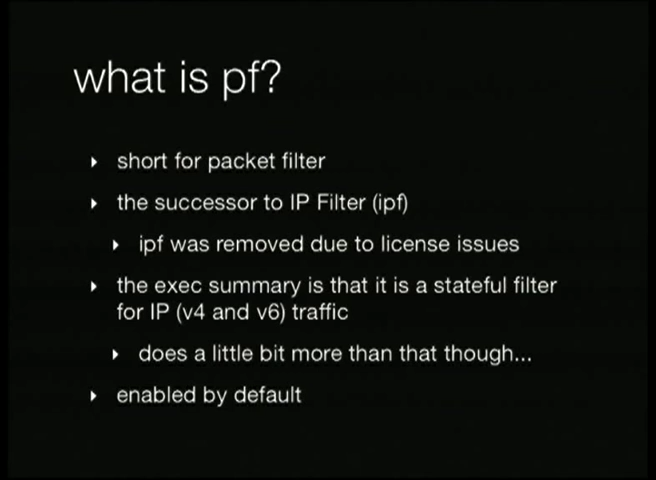 what is pf?
short for packet filter
the successor to IP Filter (ipf)
ipf was removed due to license issues
the exec summary is that it is a stateful filter
for IP (v4 and v6) traffic
does a little bit more than that though...
enabled by default